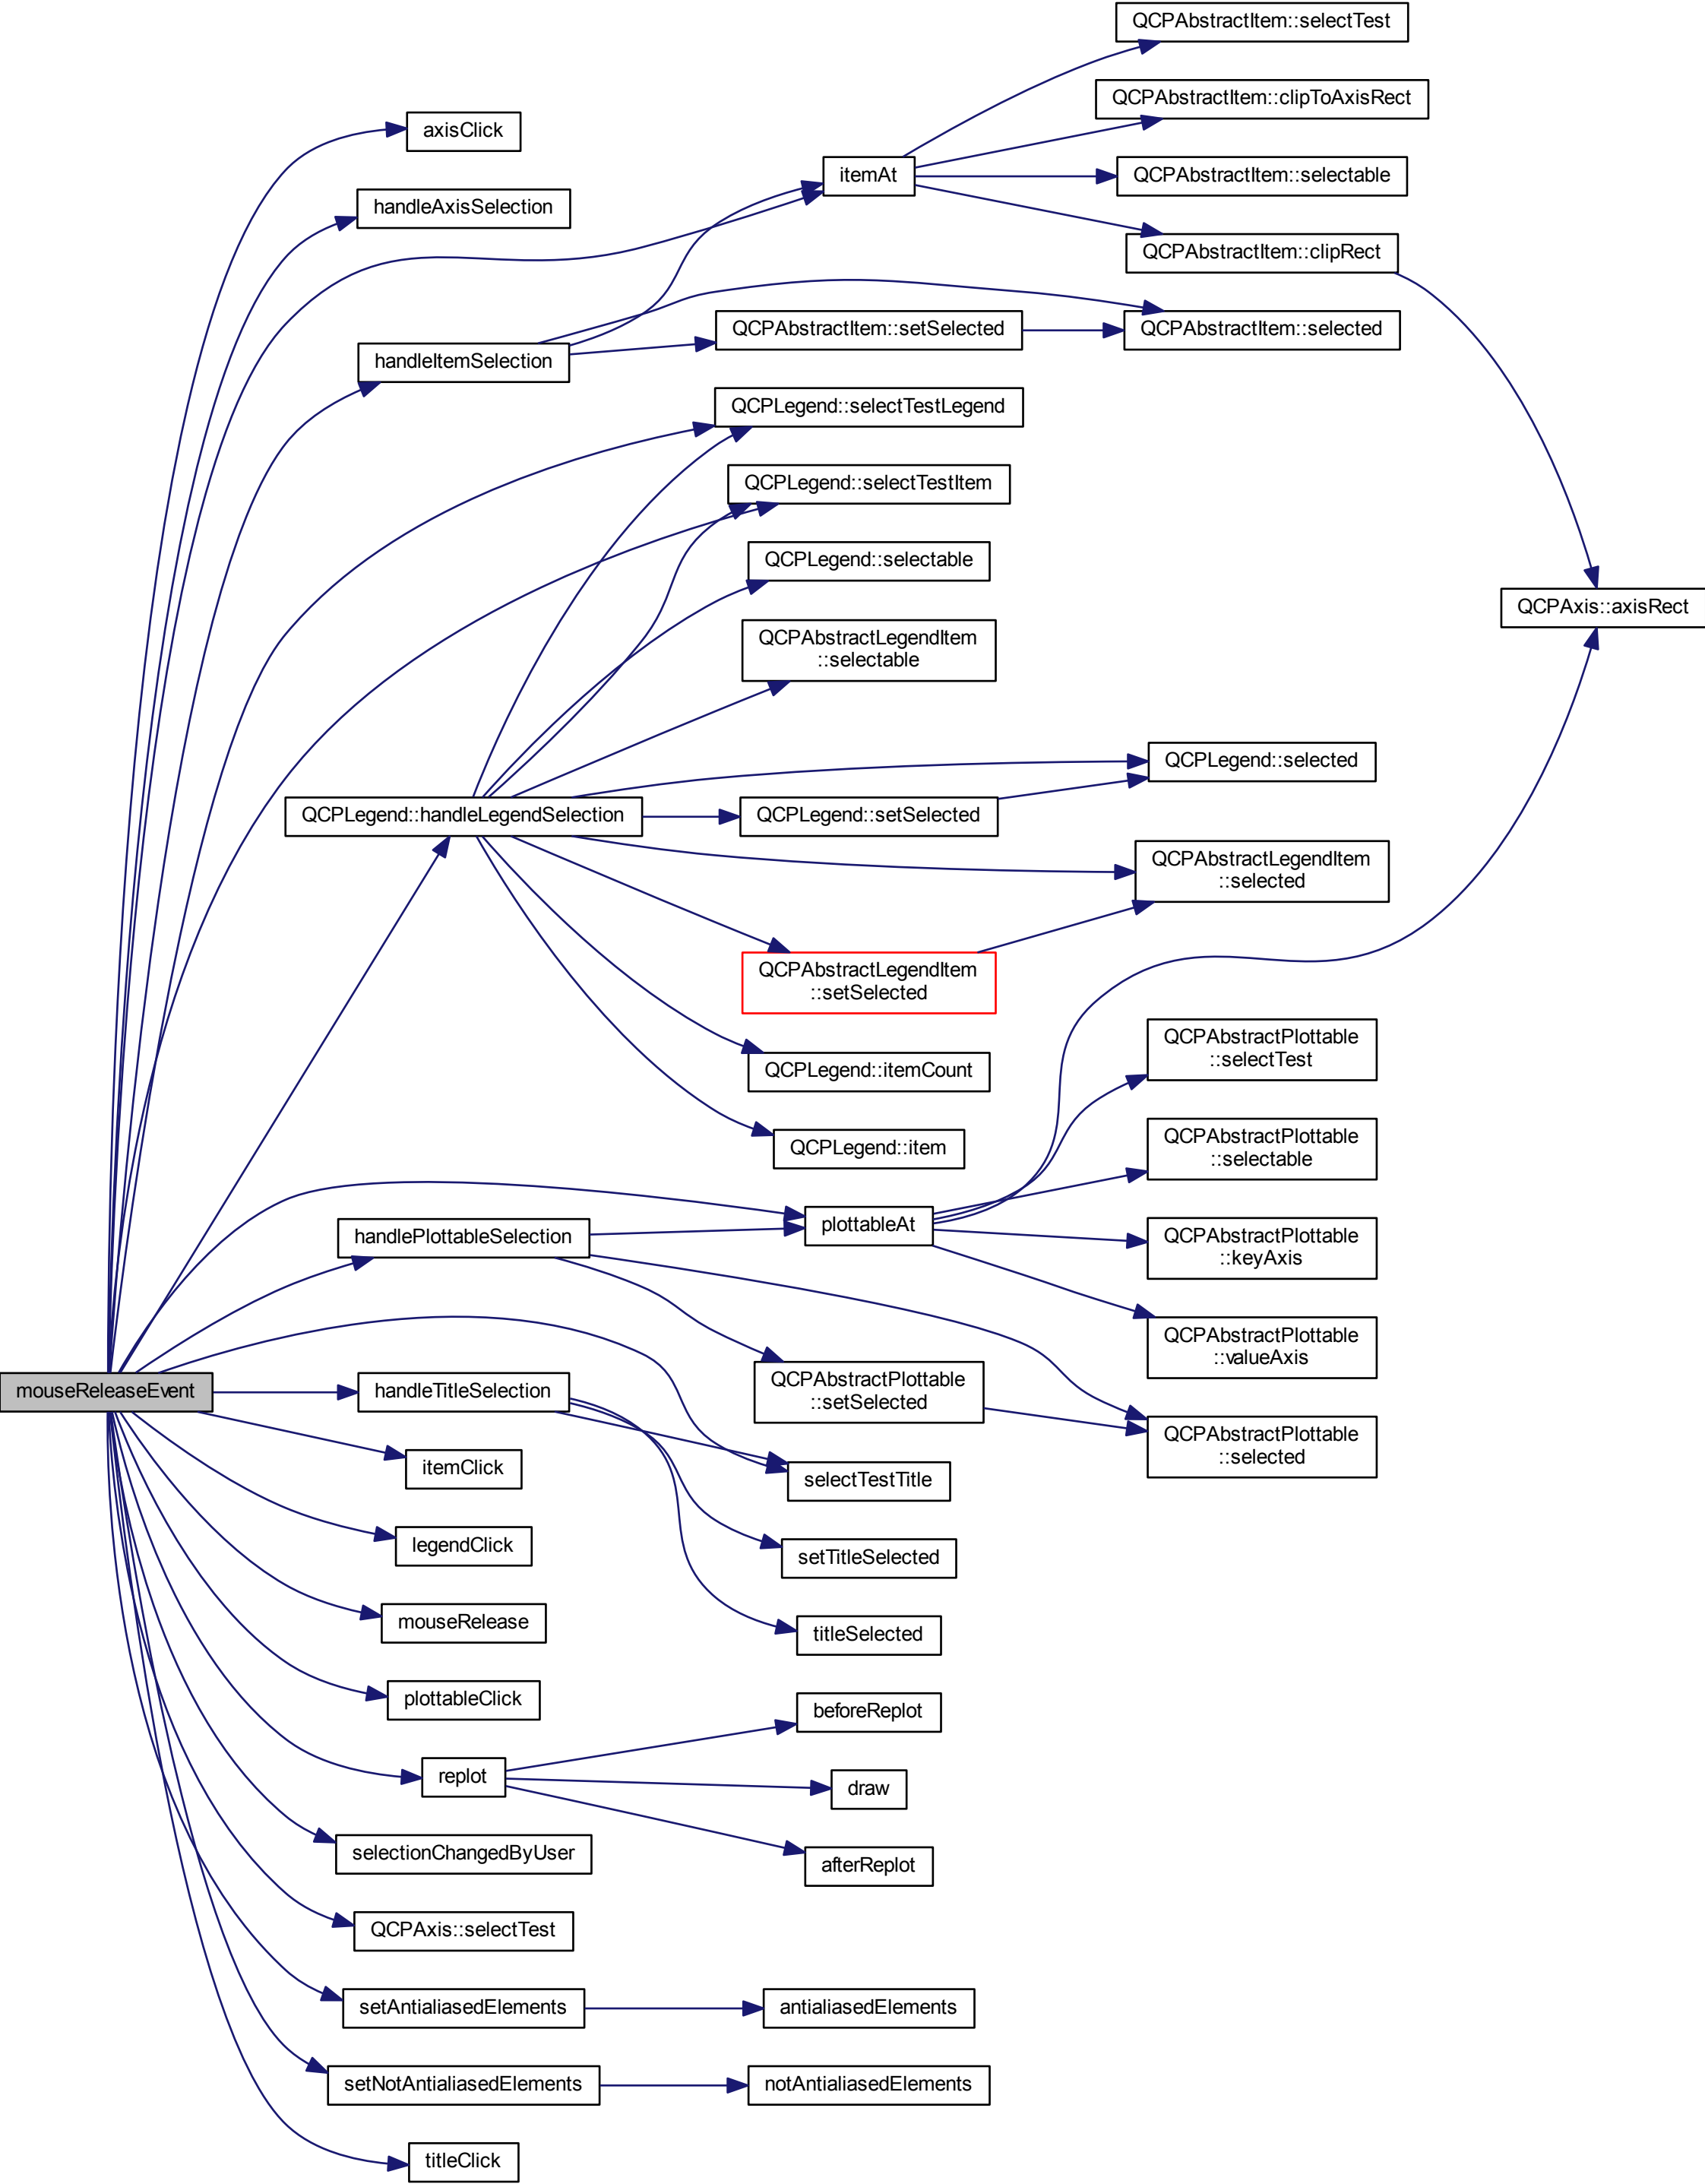 QCPAbstractItem::selectTest
QCPAbstractItem::clipToAxisRect
axisClick
itemAt
QCPAbstractItem::selectable
handleAxisSelection
QCPAbstractItem::clipRect
QCPAbstractItem::setSelected
QCPAbstractItem::selected
handleItemSelection
QCPLegend::selectTestLegend
QCPLegend::selectTestItem
QCPLegend::selectable
QCPAxis::axisRect
QCPAbstractLegendItem
::selectable
QCPLegend::selected
QCPLegend::handleLegendSelection
QCPLegend::setSelected
QCPAbstractLegendItem
::selected
QCPAbstractLegendItem
::setSelected
QCPAbstractPlottable
::selectTest
QCPLegend::itemCount
QCPLegend::item
QCPAbstractPlottable
::selectable
plottableAt
handlePlottableSelection
QCPAbstractPlottable
::keyAxis
QCPAbstractPlottable
::valueAxis
mouseReleaseEvent
handleTitleSelection
QCPAbstractPlottable
::setSelected
QCPAbstractPlottable
::selected
itemClick
selectTestTitle
legendClick
setTitleSelected
mouseRelease
titleSelected
plottableClick
beforeReplot
replot
draw
selectionChangedByUser
afterReplot
QCPAxis::selectTest
setAntialiasedElements
antialiasedElements
setNotAntialiasedElements
notAntialiasedElements
titleClick